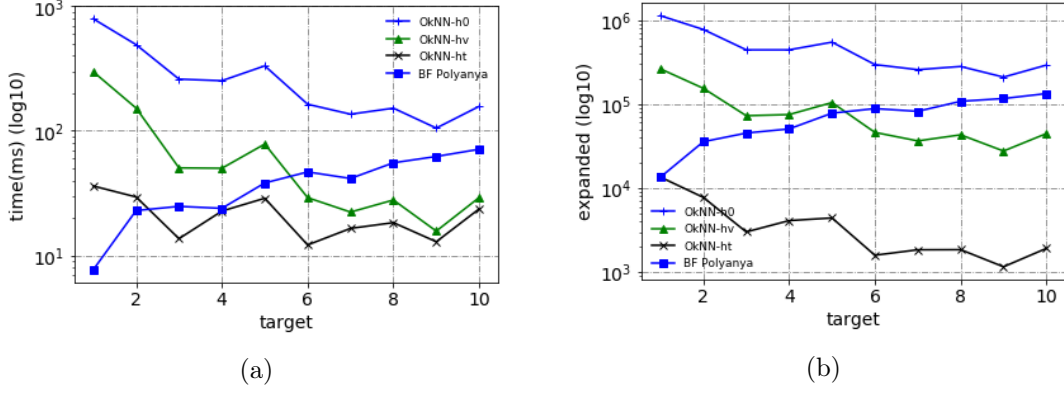 10³
10²
10¹
time(ms) (log10)
OkNN-h0
OkNN-hv
OkNN-ht
BF Polyanya
2 4 6 8 10
target
(a)
10⁶
10⁵
10⁴
10³
expanded (log10)
OkNN-h0
OkNN-hv
OkNN-ht
BF Polyanya
2 4 6 8 10
target
(b)